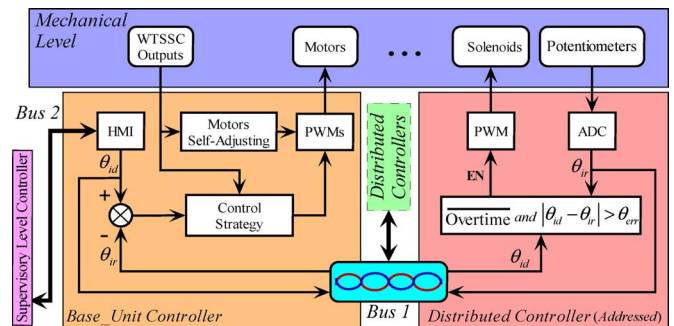 Mechanical
Level
WTSSC
Outputs
Motors
Solenoids
Potentiometers
Bus 2
HMI
Motors
Self-Adjusting
PWMs
θid
+
-
θir
Control
Strategy
Supervisory Level Controller
Base_Unit Controller
Distributed
Controllers
Bus 1
PWM
ADC
EN
θir
Overtime and |θid − θir| > θerr
θid
Distributed Controller (Addressed)